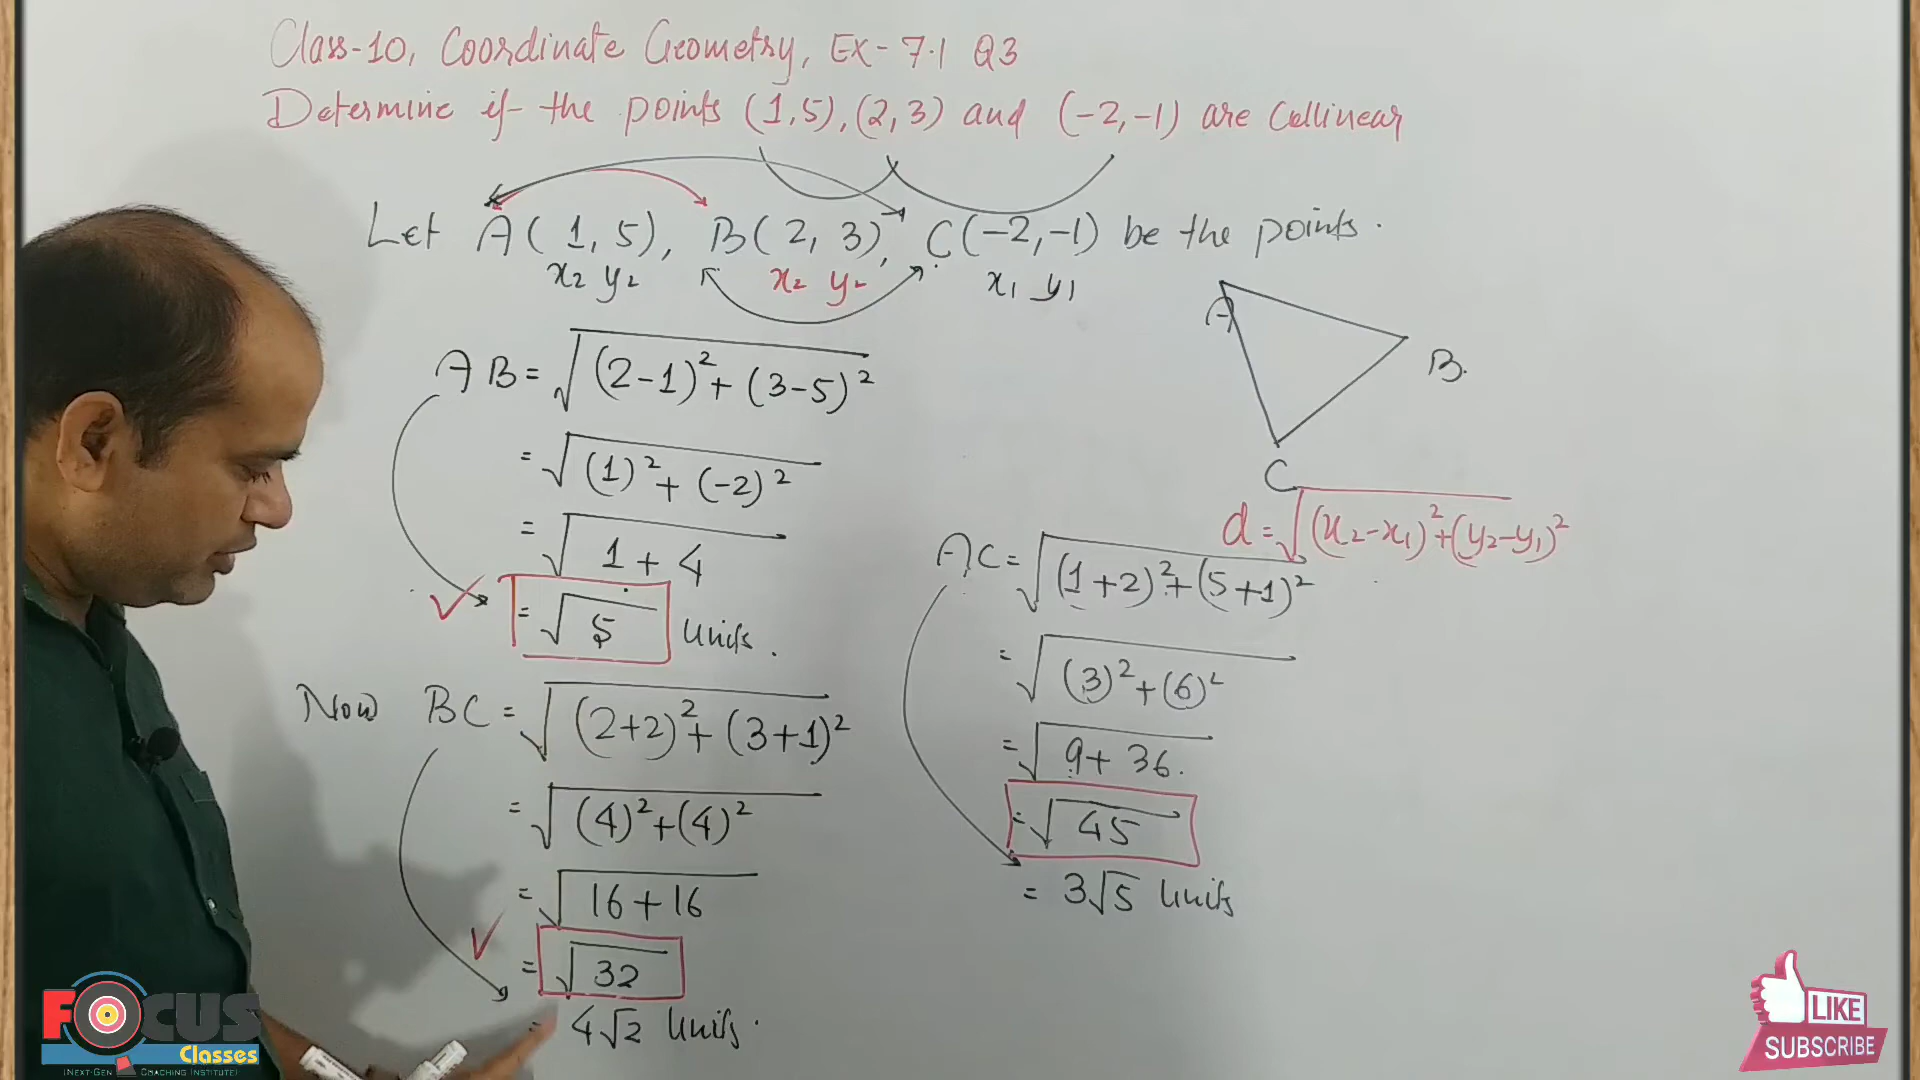 Class-10, Coordinate Geometry, Ex- 7.1 Q3
Determine if the points (1,5), (2,3) and (-2,-1) are Collinear
Let A(1,5), B(2,3), C(-2,-1) be the points.
x₂ y₂ x₂ y₂ x₁ y₁
AB = √((2-1)² + (3-5)²)
= √((1)² + (-2)²)
= √(1+4)
= √5 Units.
Now BC = √((2+2)² + (3+1)²)
= √((4)² + (4)²)
= √(16+16)
= √32
= 4√2 Units.
A
B.
C
d = √((x₂-x₁)² + (y₂-y₁)²)
AC = √((1+2)² + (5+1)²)
= √((3)² + (6)²)
= √(9+36.)
= √45
= 3√5 Units
FOCUS
Classes
(NEXT-GEN COACHING INSTITUTE)
LIKE
SUBSCRIBE